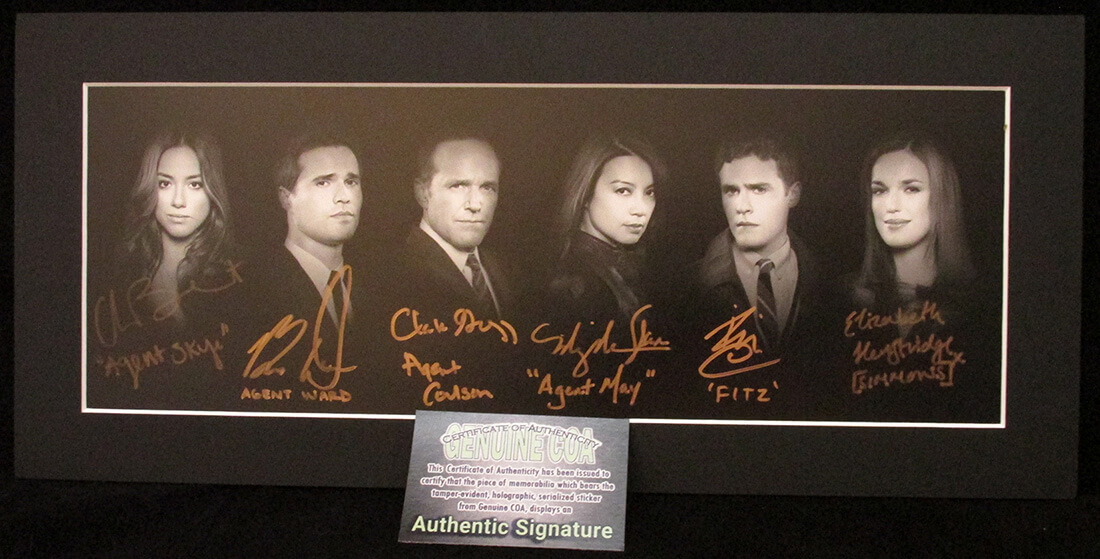 "Agent Skye"
AGENT WARD
Agent
Coulson
"Agent May"
'FITZ'
Elizabeth
Henstridge x
[SIMMONS]
CERTIFICATE OF AUTHENTICITY
GENUINE COA
This Certificate of Authenticity has been issued to
certify that the piece of memorabilia which bears the
tamper-evident, holographic, serialized sticker
from Genuine COA, displays an
Authentic Signature